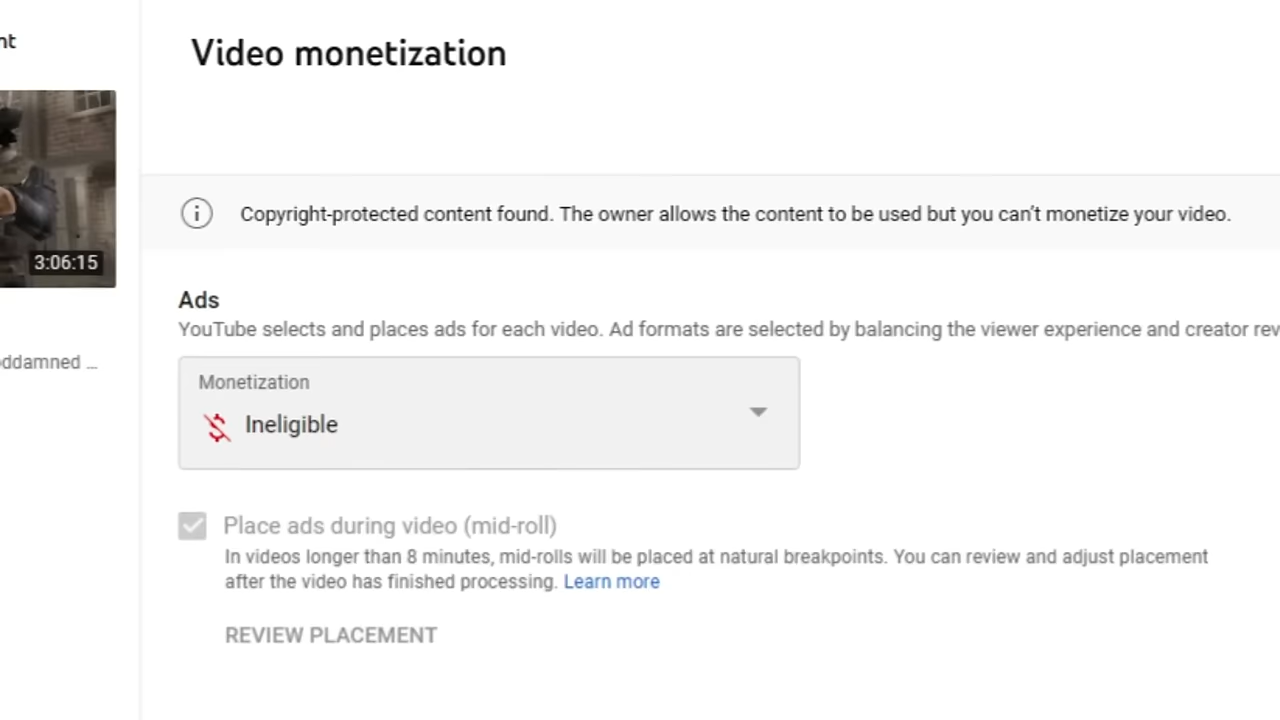 nt
Video monetization
Copyright-protected content found. The owner allows the content to be used but you can't monetize your video.
3:06:15
Ads
YouTube selects and places ads for each video. Ad formats are selected by balancing the viewer experience and creator rev
oddamned ...
Monetization
Ineligible
Place ads during video (mid-roll)
In videos longer than 8 minutes, mid-rolls will be placed at natural breakpoints. You can review and adjust placement
after the video has finished processing. Learn more
REVIEW PLACEMENT